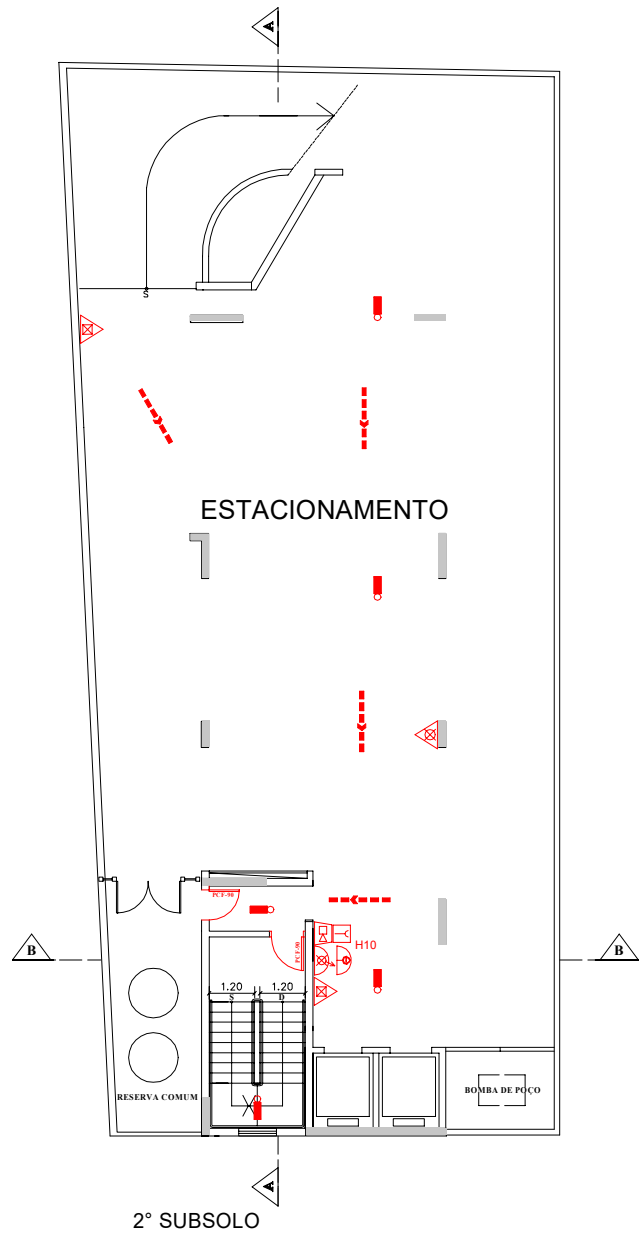 A
S
ESTACIONAMENTO
PCF-90
PCF-90
H10
B
B
1.20 1.20
S D
RESERVA COMUM
BOMBA DE POÇO
A
2° SUBSOLO